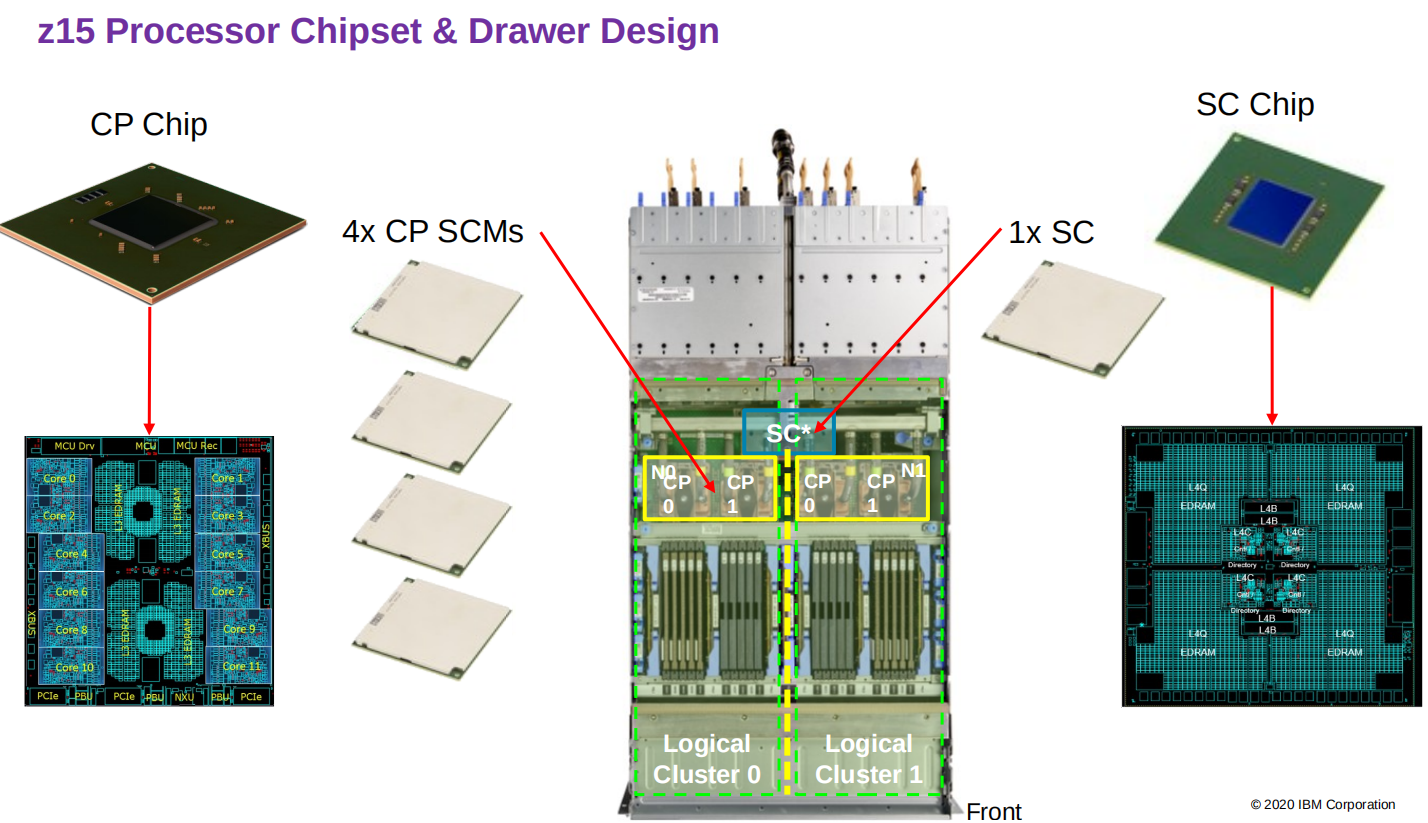 z15 Processor Chipset & Drawer Design
CP Chip
SC Chip
4x CP SCMs
1x SC
SC*
N0
CP
0
CP
1
CP
0
CP
1
N1
Logical
Cluster 0
Logical
Cluster 1
Front
MCU Drv
MCU
MCU Rec
Core 0
Core 1
Core 2
Core 3
L3 EDRAM
L3 EDRAM
Core 4
Core 5
XBUS
Core 6
Core 7
Core 8
Core 9
XBUS
L3 EDRAM
L3 EDRAM
Core 10
Core 11
PCIe
PBU
PCIe
PBU
NXU
PBU
PCIe
L4Q
EDRAM
L4Q
EDRAM
L4B
L4B
L4C
Cntl /
Directory
L4C
Cntl /
Directory
L4C
Cntl /
Directory
L4C
Cntl /
Directory
L4B
L4B
L4Q
EDRAM
L4Q
EDRAM
© 2020 IBM Corporation